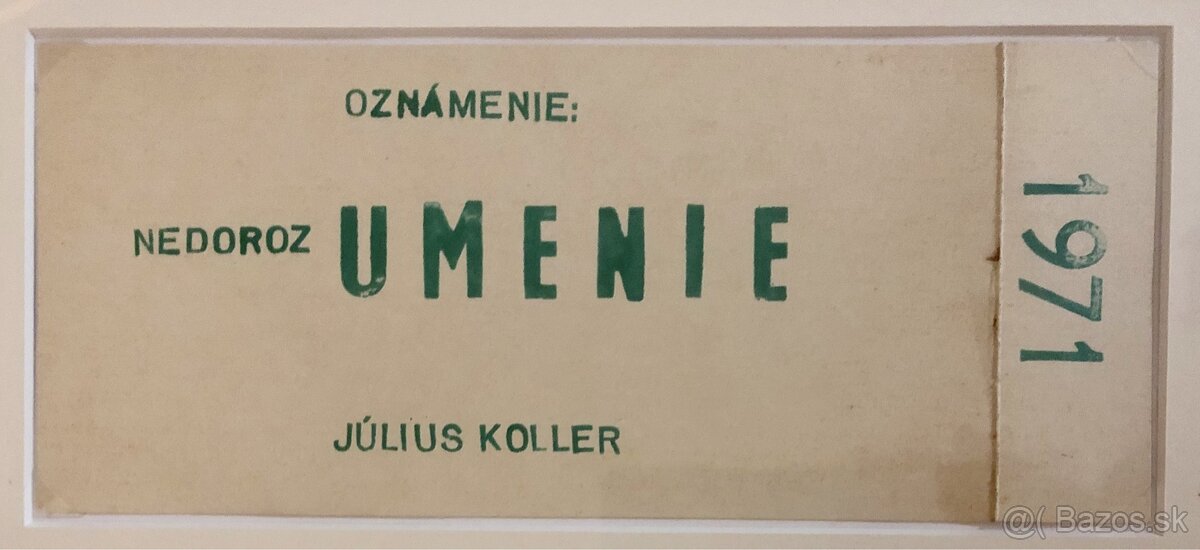 OZNÁMENIE:
NEDOROZ UMENIE
JÚLIUS KOLLER
1971
@( Bazos.sk